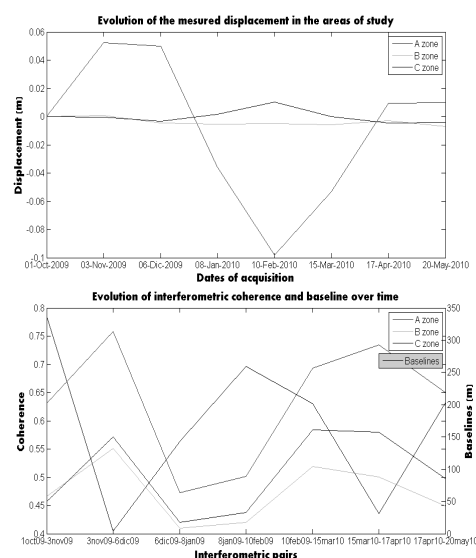 Evolution of the mesured displacement in the areas of study
0.06
0.04
0.02
0
-0.02
-0.04
-0.06
-0.08
-0.1
Displacement [m]
A zone
B zone
C zone
01-Oct-2009 03-Nov-2009 06-Dic-2009 08-Jan-2010 10-Feb-2010 15-Mar-2010 17-Apr-2010 20-May-2010
Dates of acquisition
Evolution of interferometric coherence and baseline over time
0.8
0.75
0.7
0.65
0.6
0.55
0.5
0.45
0.4
Coherence
A zone
B zone
C zone
Baselines
350
300
250
200
150
100
50
0
Baselines [m]
1oct09-3nov09 3nov09-6dic09 6dic09-8jan09 8jan09-10feb09 10feb09-15mar10 15mar10-17apr10 17apr10-20may10
Interferometric pairs